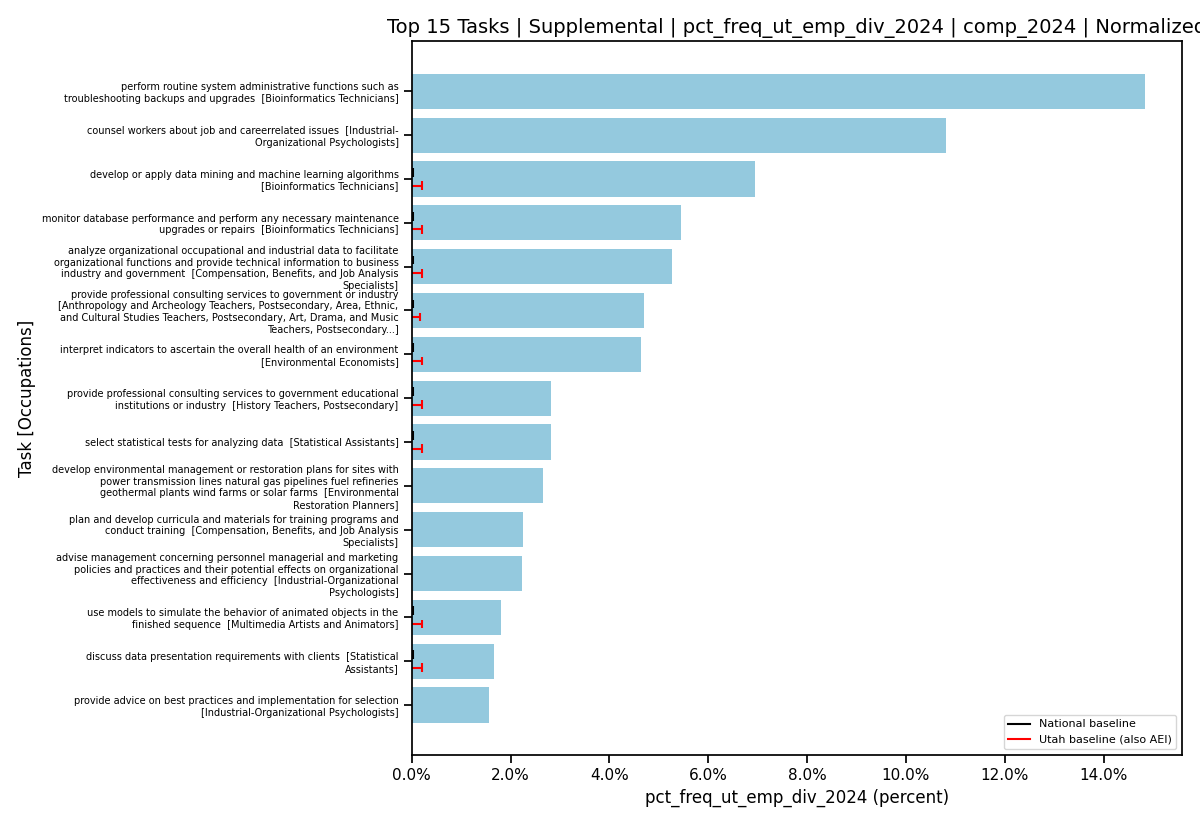 Top 15 Tasks | Supplemental | pct_freq_ut_emp_div_2024 | comp_2024 | Normalized
perform routine system administrative functions such as
troubleshooting backups and upgrades  [Bioinformatics Technicians]
counsel workers about job and careerrelated issues  [Industrial-
Organizational Psychologists]
develop or apply data mining and machine learning algorithms
[Bioinformatics Technicians]
monitor database performance and perform any necessary maintenance
upgrades or repairs  [Bioinformatics Technicians]
analyze organizational occupational and industrial data to facilitate
organizational functions and provide technical information to business
industry and government  [Compensation, Benefits, and Job Analysis
Specialists]
provide professional consulting services to government or industry
[Anthropology and Archeology Teachers, Postsecondary, Area, Ethnic,
and Cultural Studies Teachers, Postsecondary, Art, Drama, and Music
Teachers, Postsecondary...]
interpret indicators to ascertain the overall health of an environment
[Environmental Economists]
provide professional consulting services to government educational
institutions or industry  [History Teachers, Postsecondary]
select statistical tests for analyzing data  [Statistical Assistants]
develop environmental management or restoration plans for sites with
power transmission lines natural gas pipelines fuel refineries
geothermal plants wind farms or solar farms  [Environmental
Restoration Planners]
plan and develop curricula and materials for training programs and
conduct training  [Compensation, Benefits, and Job Analysis
Specialists]
advise management concerning personnel managerial and marketing
policies and practices and their potential effects on organizational
effectiveness and efficiency  [Industrial-Organizational
Psychologists]
use models to simulate the behavior of animated objects in the
finished sequence  [Multimedia Artists and Animators]
discuss data presentation requirements with clients  [Statistical
Assistants]
provide advice on best practices and implementation for selection
[Industrial-Organizational Psychologists]
Task [Occupations]
National baseline
Utah baseline (also AEI)
0.0% 2.0% 4.0% 6.0% 8.0% 10.0% 12.0% 14.0%
pct_freq_ut_emp_div_2024 (percent)